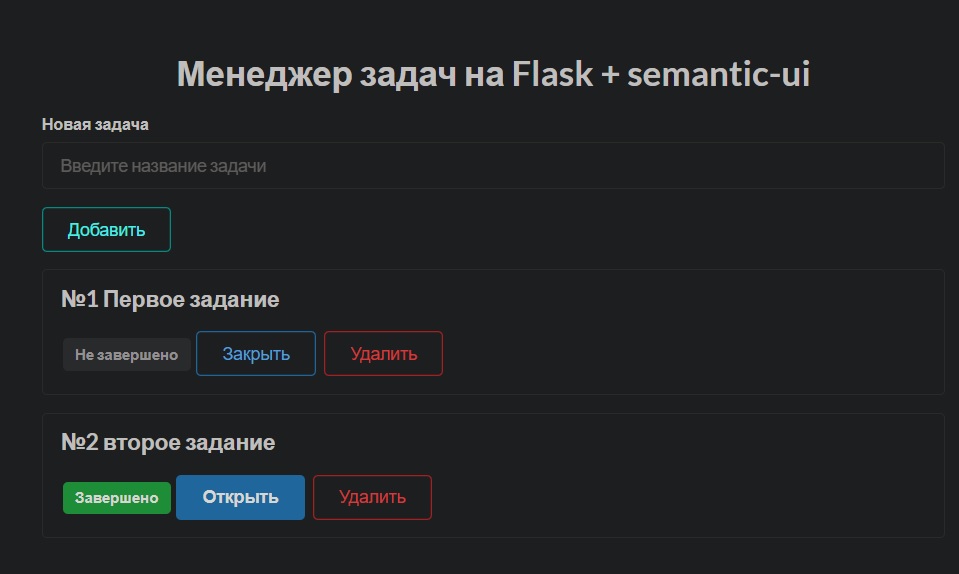 Менеджер задач на Flask + semantic-ui
Новая задача
Введите название задачи
Добавить
№1 Первое задание
Не завершено Закрыть Удалить
№2 второе задание
Завершено Открыть Удалить